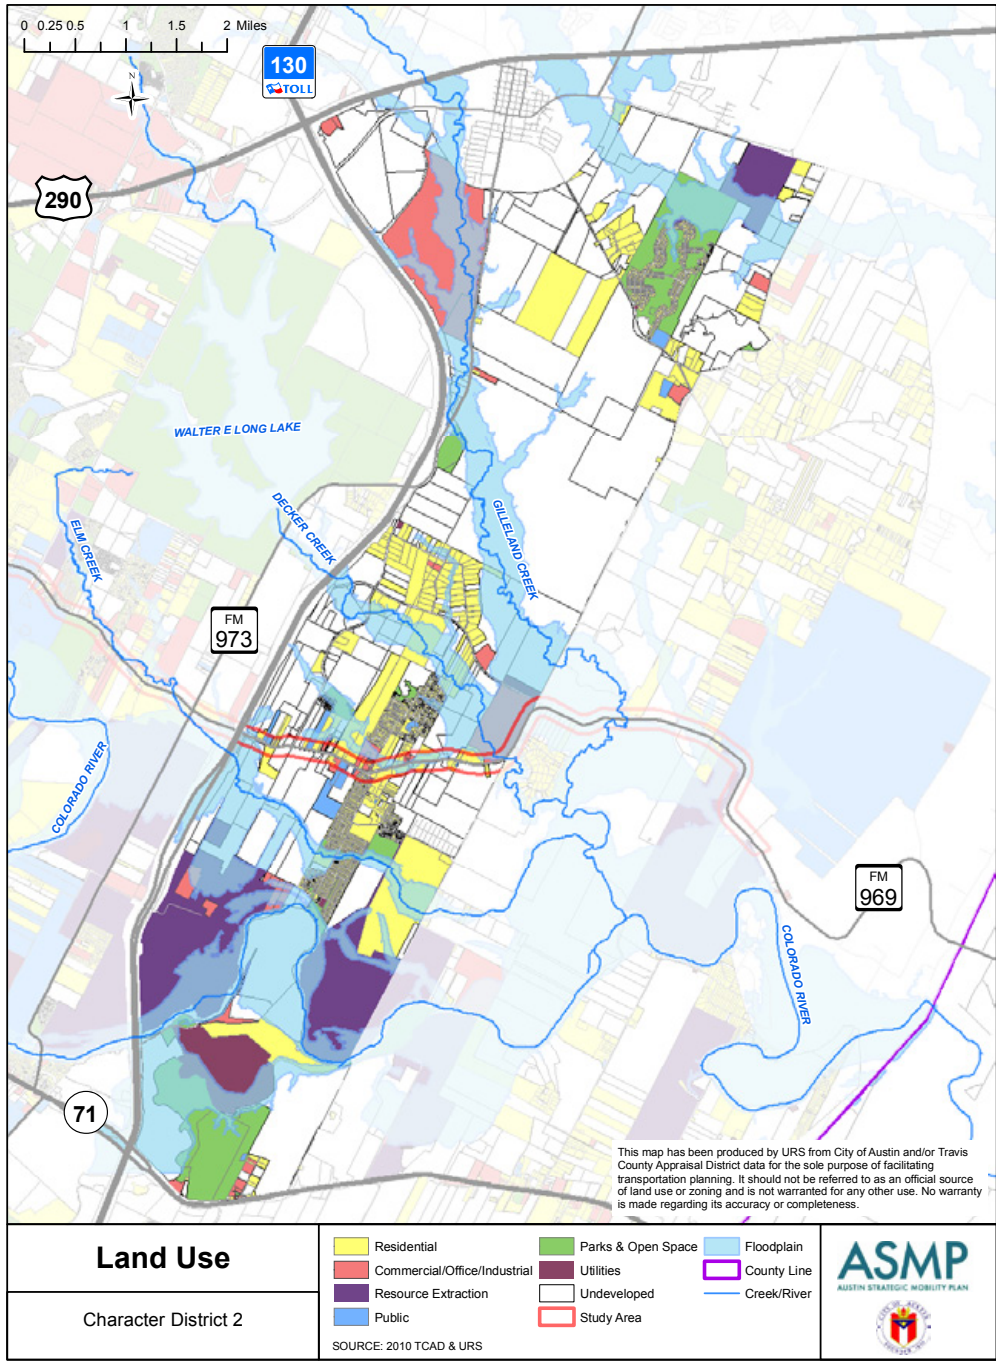 0 0.25 0.5 1 1.5 2 Miles
N
130
TOLL
290
WALTER E LONG LAKE
DECKER CREEK
ELM CREEK
GILLELAND CREEK
FM
973
COLORADO RIVER
FM
969
COLORADO RIVER
71
This map has been produced by URS from City of Austin and/or Travis
County Appraisal District data for the sole purpose of facilitating
transportation planning. It should not be referred to as an official source
of land use or zoning and is not warranted for any other use. No warranty
is made regarding its accuracy or completeness.
Land Use
Character District 2
Residential
Commercial/Office/Industrial
Resource Extraction
Public
Parks & Open Space
Utilities
Undeveloped
Study Area
Floodplain
County Line
Creek/River
SOURCE: 2010 TCAD & URS
ASMP
AUSTIN STRATEGIC MOBILITY PLAN